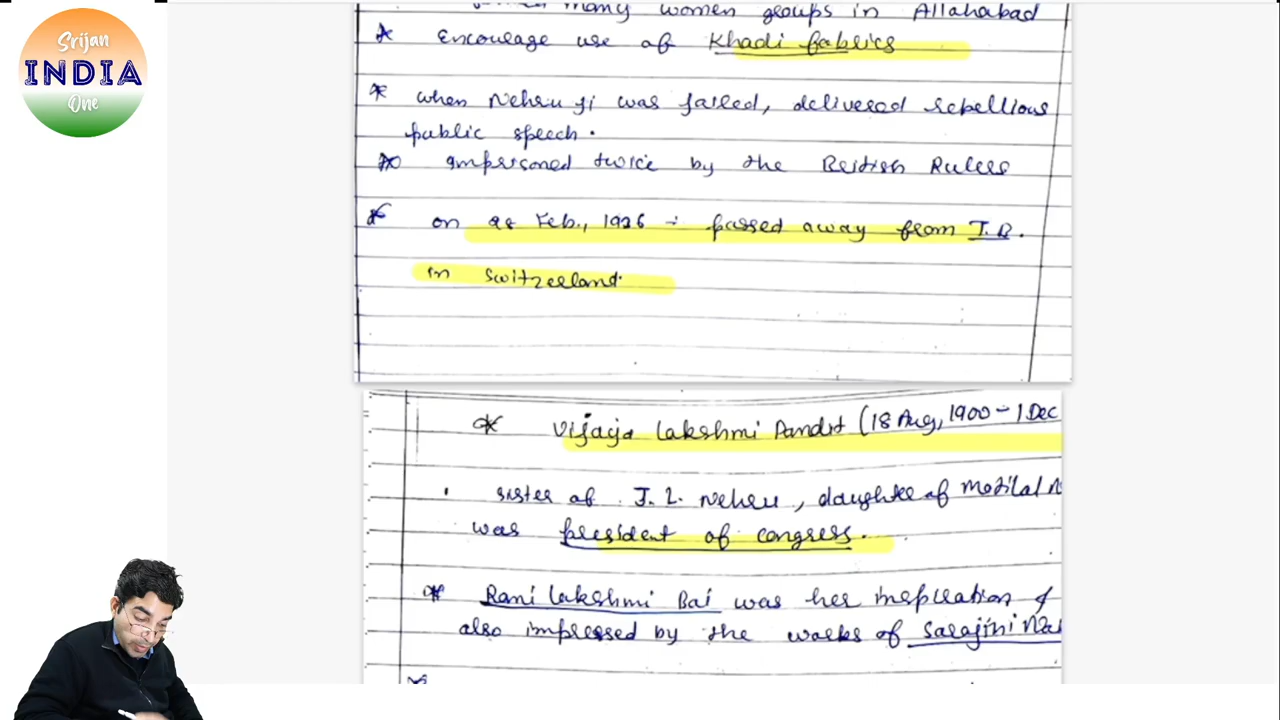 Srijan
INDIA
One
many women groups in Allahabad
* Encourage use of Khadi fabrics
* when Nehru ji was jailed, delivered rebellious
public speech.
* imprisoned twice by the British Rulers
* on 28 Feb., 1936 - passed away from T.B.
in Switzerland.
* Vijaya Lakshmi Pandit (18 Aug, 1900 - 1 Dec
• sister of J. L. Nehru, daughter of Motilal N
was president of congress.
* Rani Lakshmi Bai was her inspiration &
also impressed by the works of Sarajini Nai